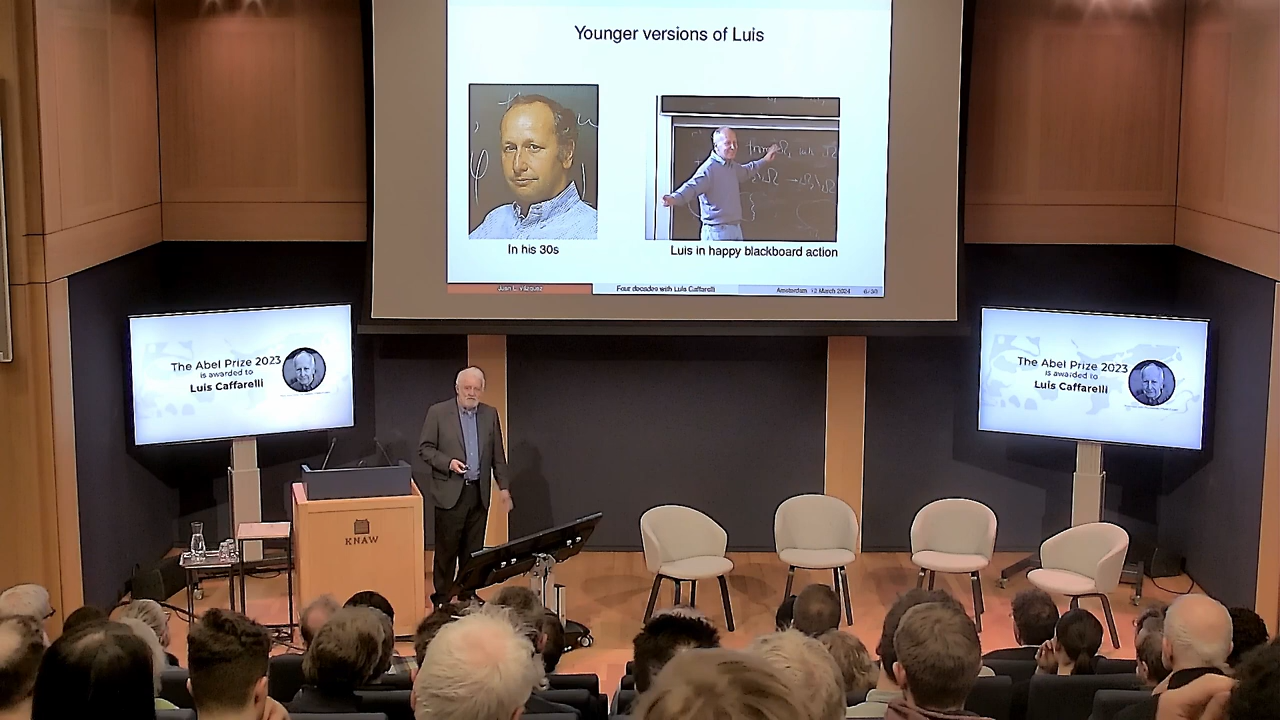 Younger versions of Luis
In his 30s
Luis in happy blackboard action
Juan L. Vázquez
Four decades with Luis Caffarelli
Amsterdam, 12 March 2024
6/30
The Abel Prize 2023
is awarded to
Luis Caffarelli
The Abel Prize 2023
is awarded to
Luis Caffarelli
KNAW